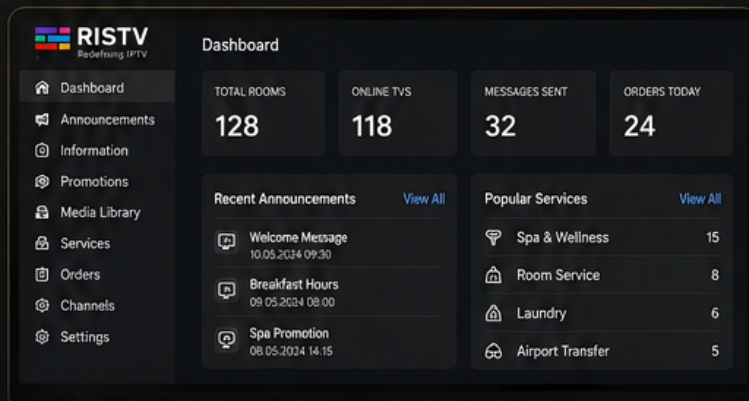 RISTV
Redefining IPTV
Dashboard
Announcements
Information
Promotions
Media Library
Services
Orders
Channels
Settings
Dashboard
TOTAL ROOMS
128
ONLINE TVS
118
MESSAGES SENT
32
ORDERS TODAY
24
Recent Announcements
View All
Welcome Message
10.05.2024 09:30
Breakfast Hours
09.05.2024 08:00
Spa Promotion
08.05.2024 14:15
Popular Services
View All
Spa & Wellness
15
Room Service
8
Laundry
6
Airport Transfer
5